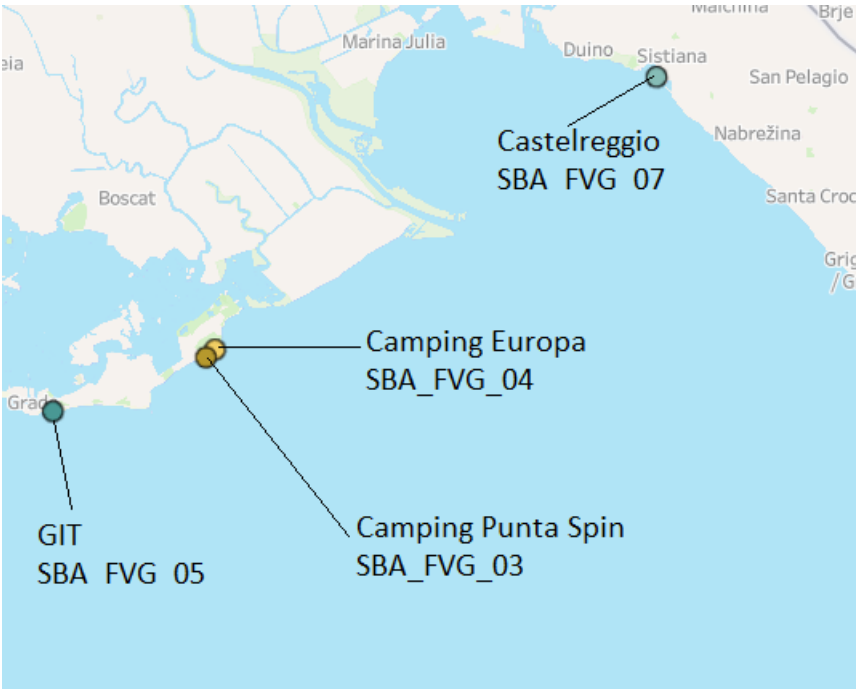 Marina Julia
Duino
Sistiana
Brje
San Pelagio
Castelreggio
SBA FVG 07
Nabrežina
Boscat
Santa Croc
Grig
/ G
Camping Europa
SBA_FVG_04
Grad
GIT
SBA FVG 05
Camping Punta Spin
SBA_FVG_03